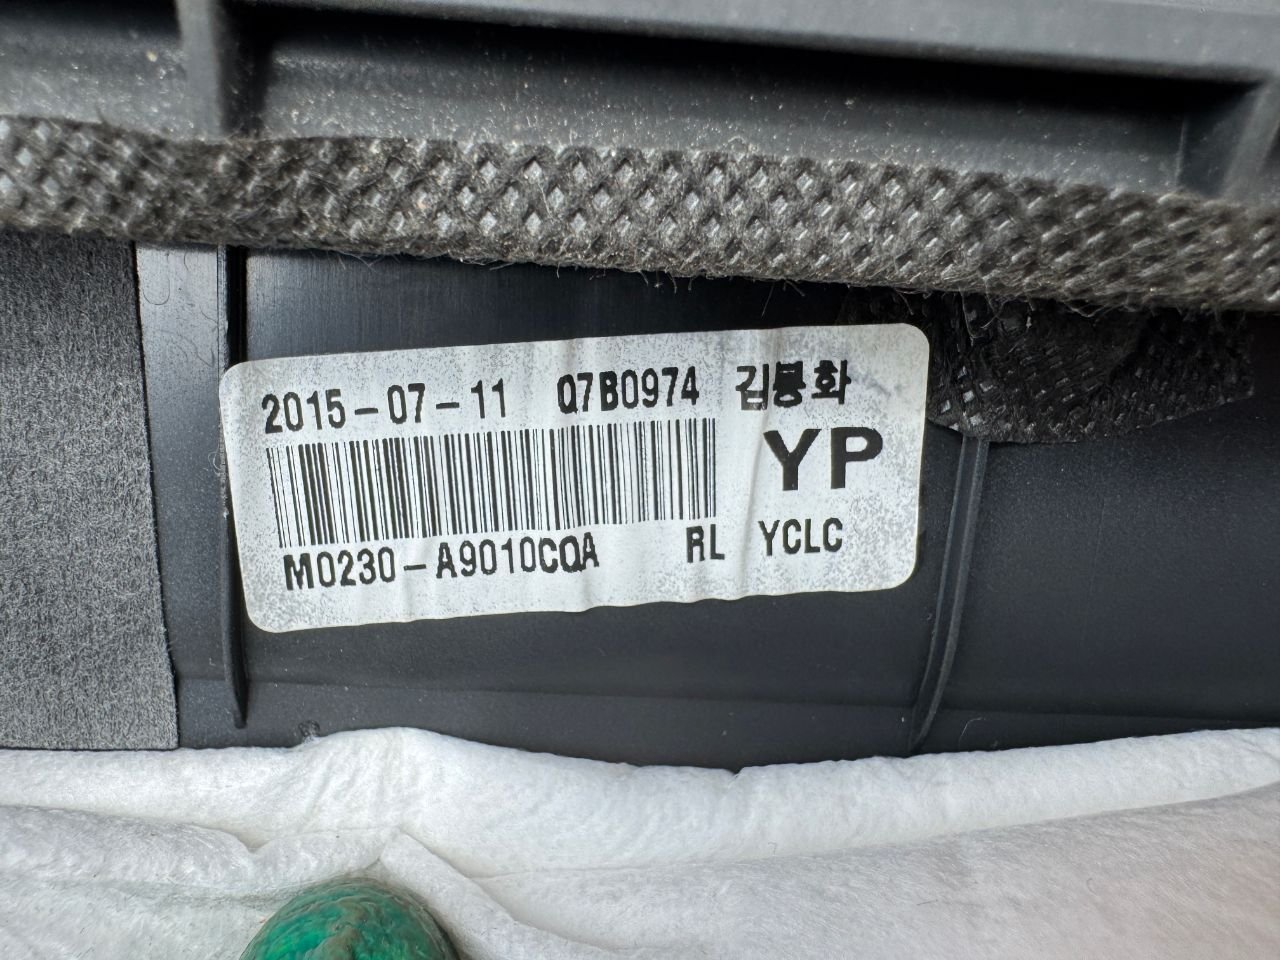 2015-07-11 Q7B0974 김봉화
YP
M0230-A9010CQA RL YCLC